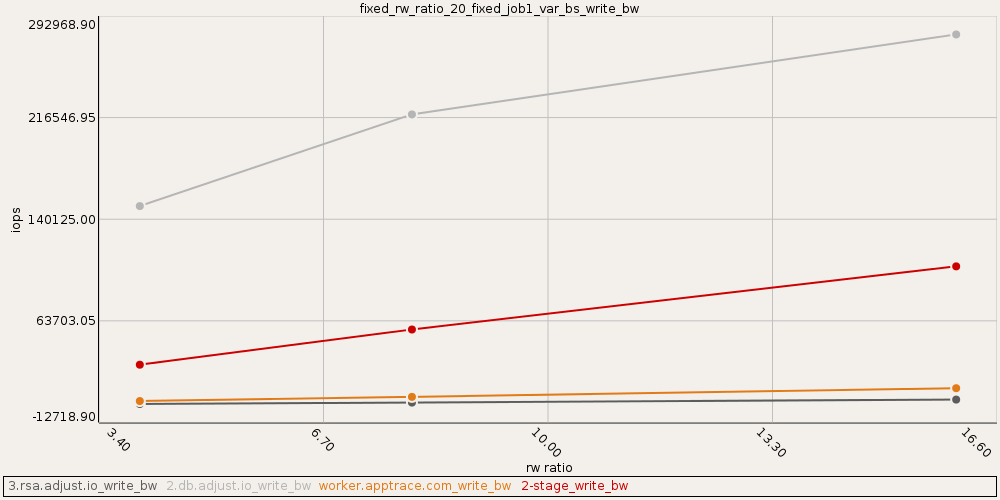 fixed_rw_ratio_20_fixed_job1_var_bs_write_bw
292968.90
216546.95
140125.00
63703.05
-12718.90
iops
3.40
6.70
10.00
13.30
16.60
rw ratio
3.rsa.adjust.io_write_bw 2.db.adjust.io_write_bw worker.apptrace.com_write_bw 2-stage_write_bw